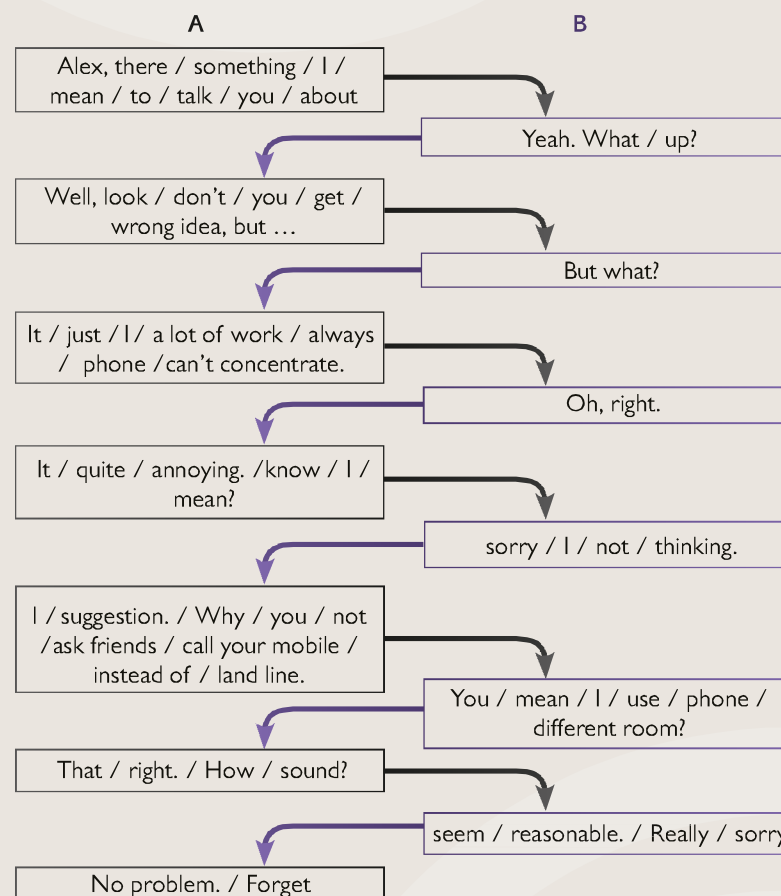 A
B
Alex, there / something / I /
mean / to / talk / you / about
Yeah. What / up?
Well, look / don't / you / get /
wrong idea, but ...
But what?
It / just / I / a lot of work / always
/ phone / can't concentrate.
Oh, right.
It / quite / annoying. / know / I /
mean?
sorry / I / not / thinking.
I / suggestion. / Why / you / not
/ ask friends / call your mobile /
instead of / land line.
You / mean / I / use / phone /
different room?
That / right. / How / sound?
seem / reasonable. / Really / sorry
No problem. / Forget